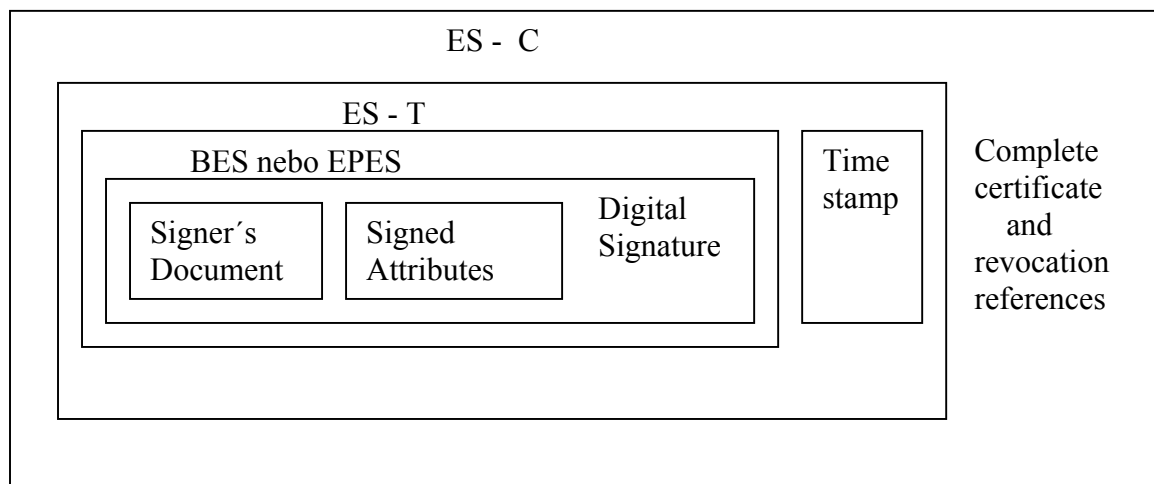 ES -  C
ES - T
BES nebo EPES
Signer´s
Document
Signed
Attributes
Digital
Signature
Time
stamp
Complete
certificate
and
revocation
references